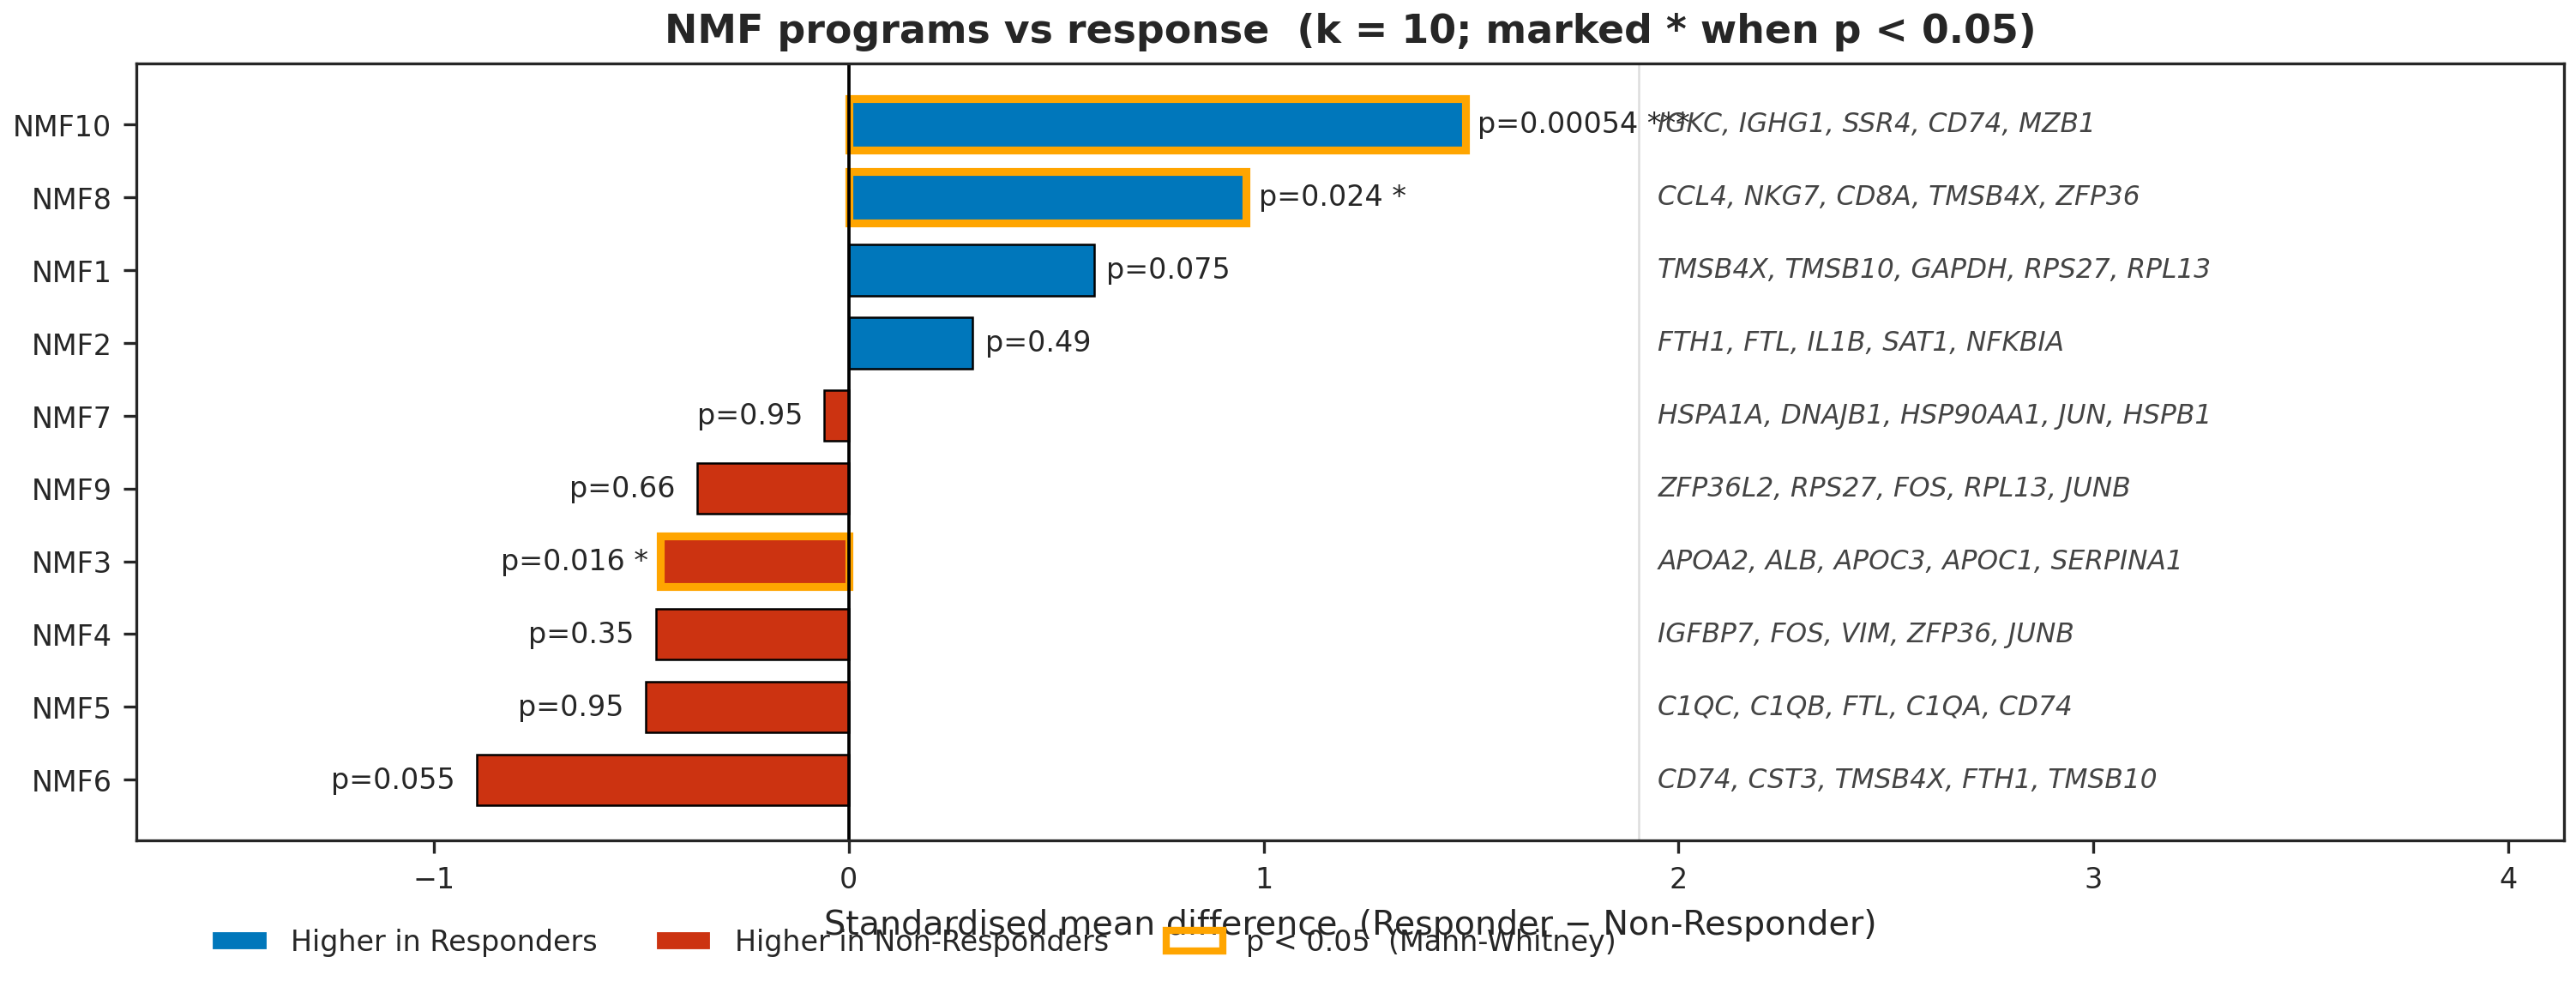 NMF programs vs response (k = 10; marked * when p < 0.05)
NMF10 p=0.00054 *** IGKC, IGHG1, SSR4, CD74, MZB1
NMF8 p=0.024 * CCL4, NKG7, CD8A, TMSB4X, ZFP36
NMF1 p=0.075 TMSB4X, TMSB10, GAPDH, RPS27, RPL13
NMF2 p=0.49 FTH1, FTL, IL1B, SAT1, NFKBIA
NMF7 p=0.95 HSPA1A, DNAJB1, HSP90AA1, JUN, HSPB1
NMF9 p=0.66 ZFP36L2, RPS27, FOS, RPL13, JUNB
NMF3 p=0.016 * APOA2, ALB, APOC3, APOC1, SERPINA1
NMF4 p=0.35 IGFBP7, FOS, VIM, ZFP36, JUNB
NMF5 p=0.95 C1QC, C1QB, FTL, C1QA, CD74
NMF6 p=0.055 CD74, CST3, TMSB4X, FTH1, TMSB10
−1 0 1 2 3 4
Standardised mean difference (Responder − Non-Responder)
Higher in Responders Higher in Non-Responders p < 0.05 (Mann-Whitney)